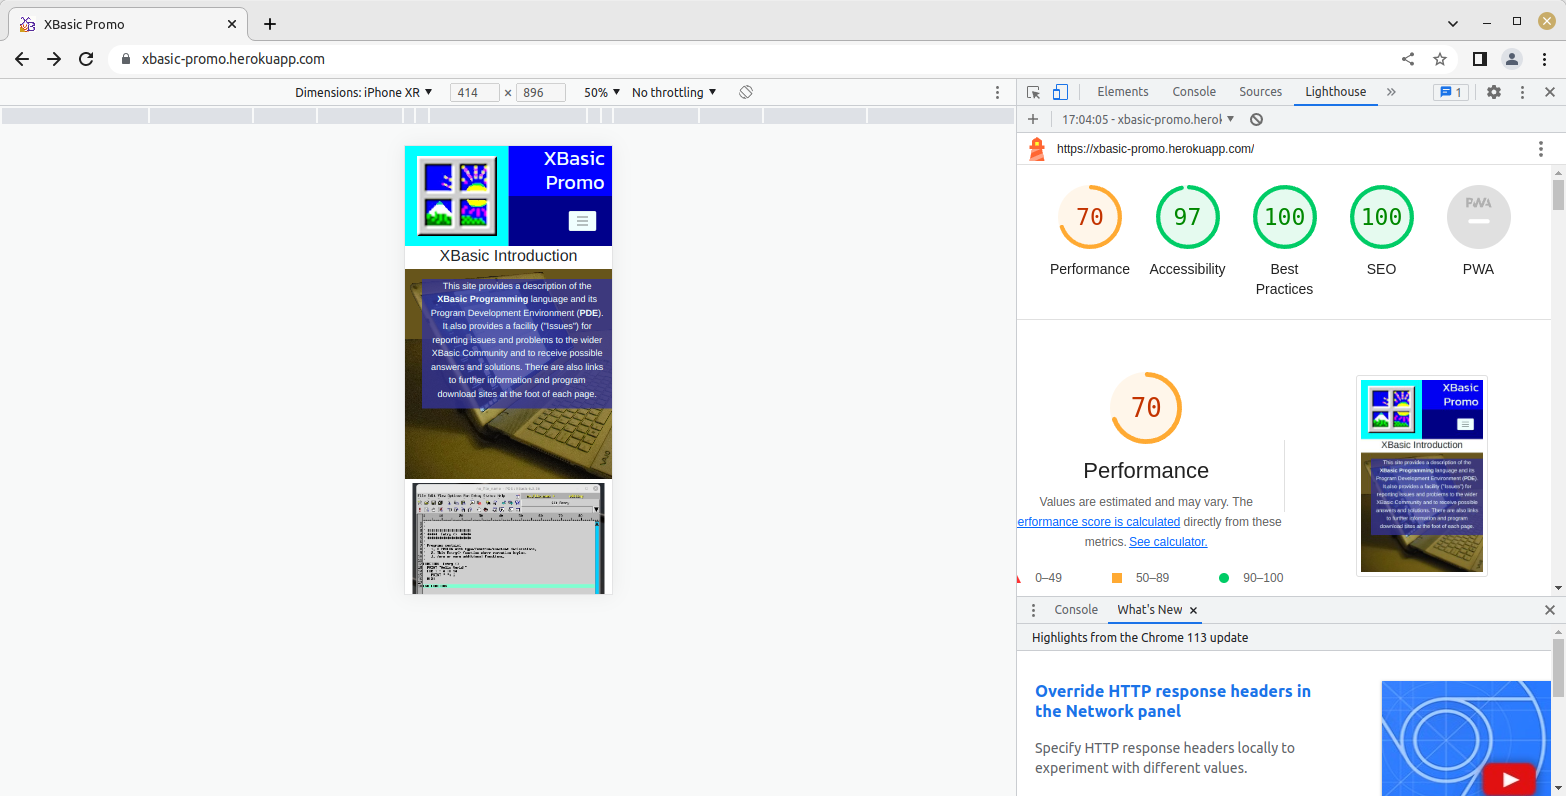 XBasic Promo
xbasic-promo.herokuapp.com
Dimensions: iPhone XR
414 × 896
50%
No throttling
Elements
Console
Sources
Lighthouse
»
1
17:04:05 - xbasic-promo.herok
https://xbasic-promo.herokuapp.com/
XBasic
Promo
XBasic Introduction
This site provides a description of the
XBasic Programming language and its
Program Development Environment (PDE).
It also provides a facility ("Issues") for
reporting issues and problems to the wider
XBasic Community and to receive possible
answers and solutions. There are also links
to further information and program
download sites at the foot of each page.
VAIO
70
Performance
97
Accessibility
100
Best
Practices
100
SEO
PWA
PWA
70
Performance
Values are estimated and may vary. The
erformance score is calculated directly from these
metrics. See calculator.
0–49
50–89
90–100
XBasic
Promo
XBasic Introduction
This site provides a description of the
XBasic Programming language and its
Program Development Environment (PDE).
It also provides a facility ("Issues") for
reporting issues and problems to the wider
XBasic Community and to receive possible
answers and solutions. There are also links
to further information and program
download sites at the foot of each page.
Console
What's New
Highlights from the Chrome 113 update
Override HTTP response headers in
the Network panel
Specify HTTP response headers locally to
experiment with different values.